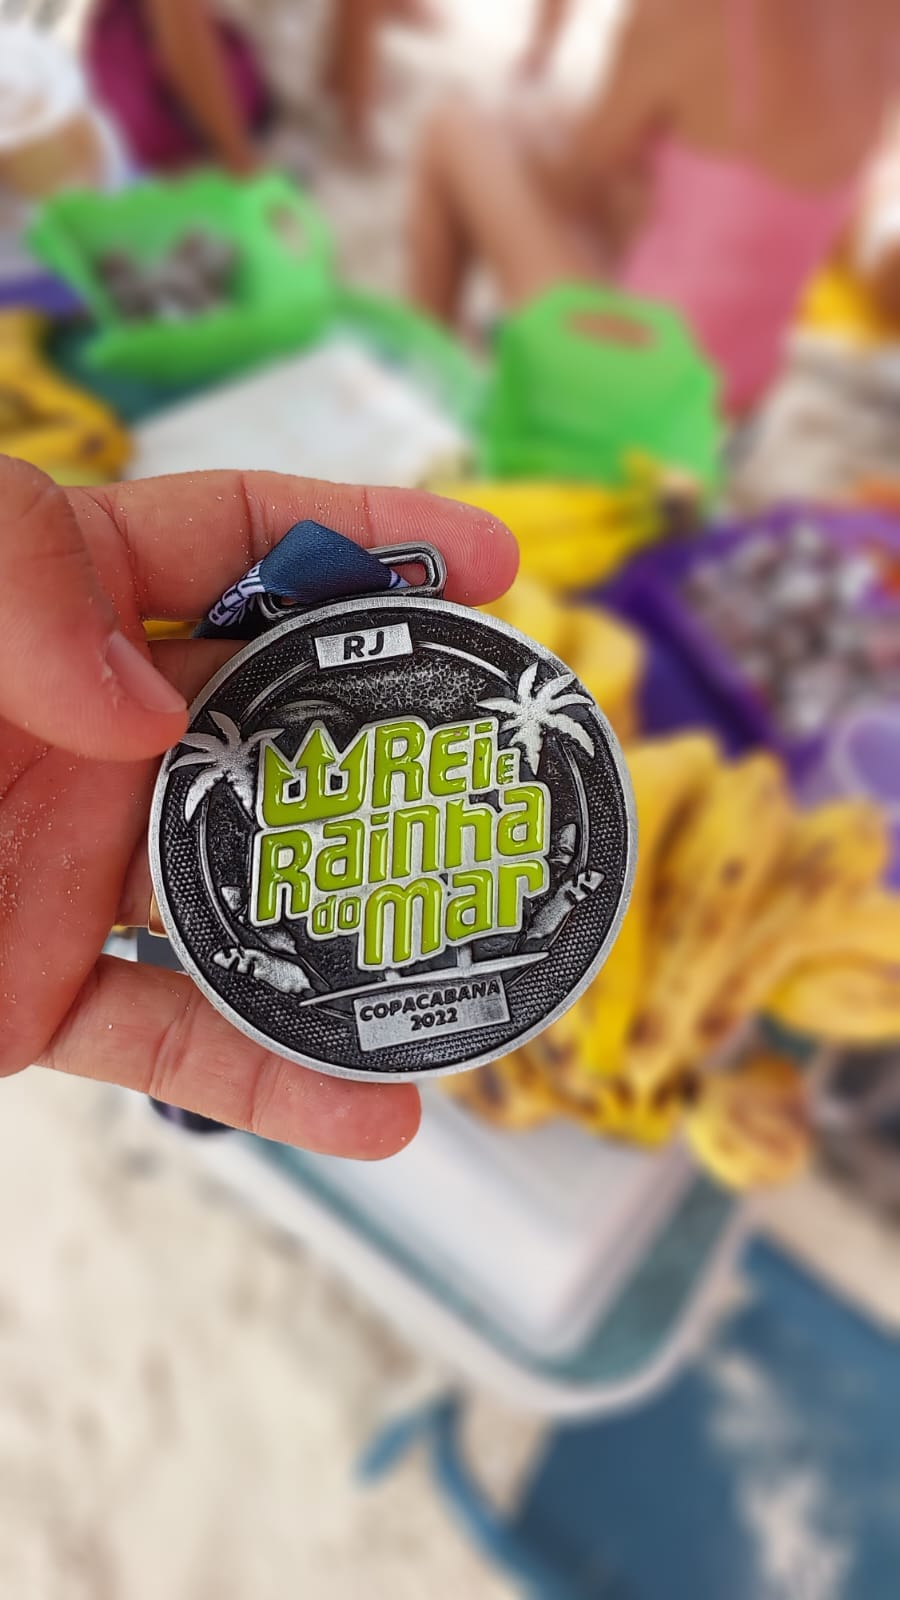 RJ
Rei e
Rainha
do mar
COPACABANA
2022